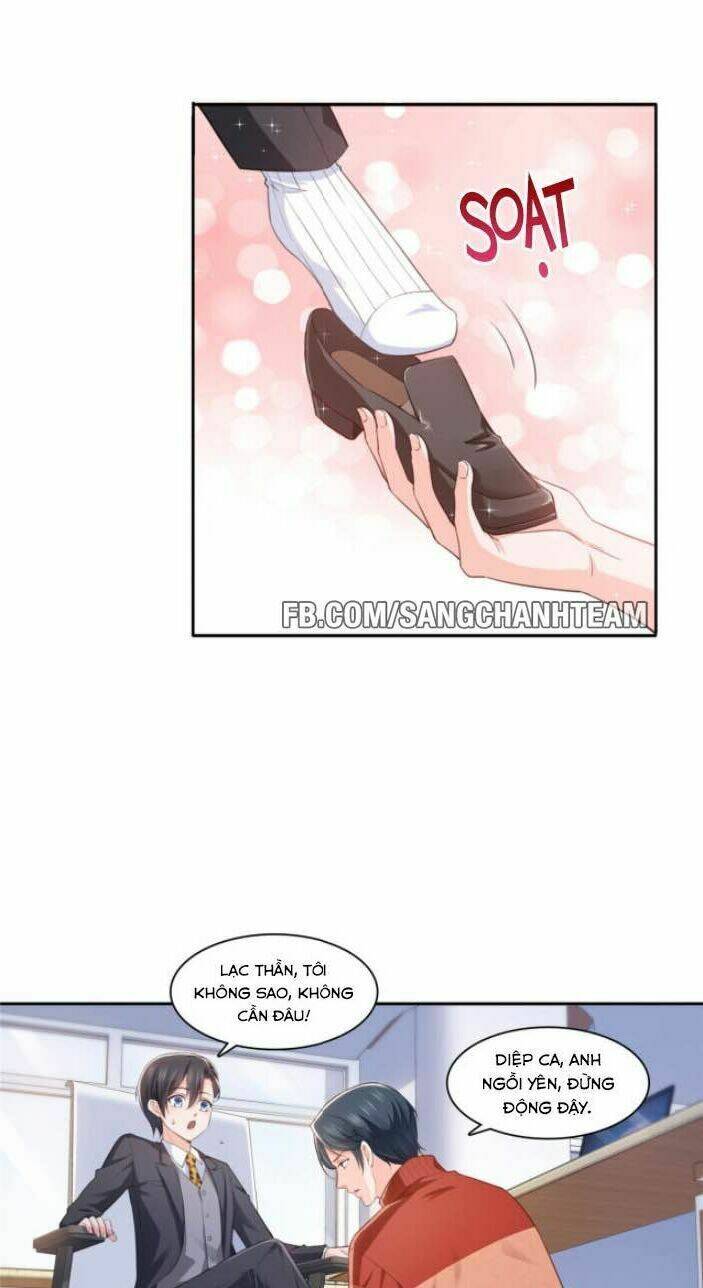 SOẠT
FB.COM/SANGCHANHTEAM
LẠC THẦN, TÔI
KHÔNG SAO, KHÔNG
CẦN ĐÂU!
DIỆP CA, ANH
NGỒI YÊN, ĐỪNG
ĐỘNG ĐẬY.